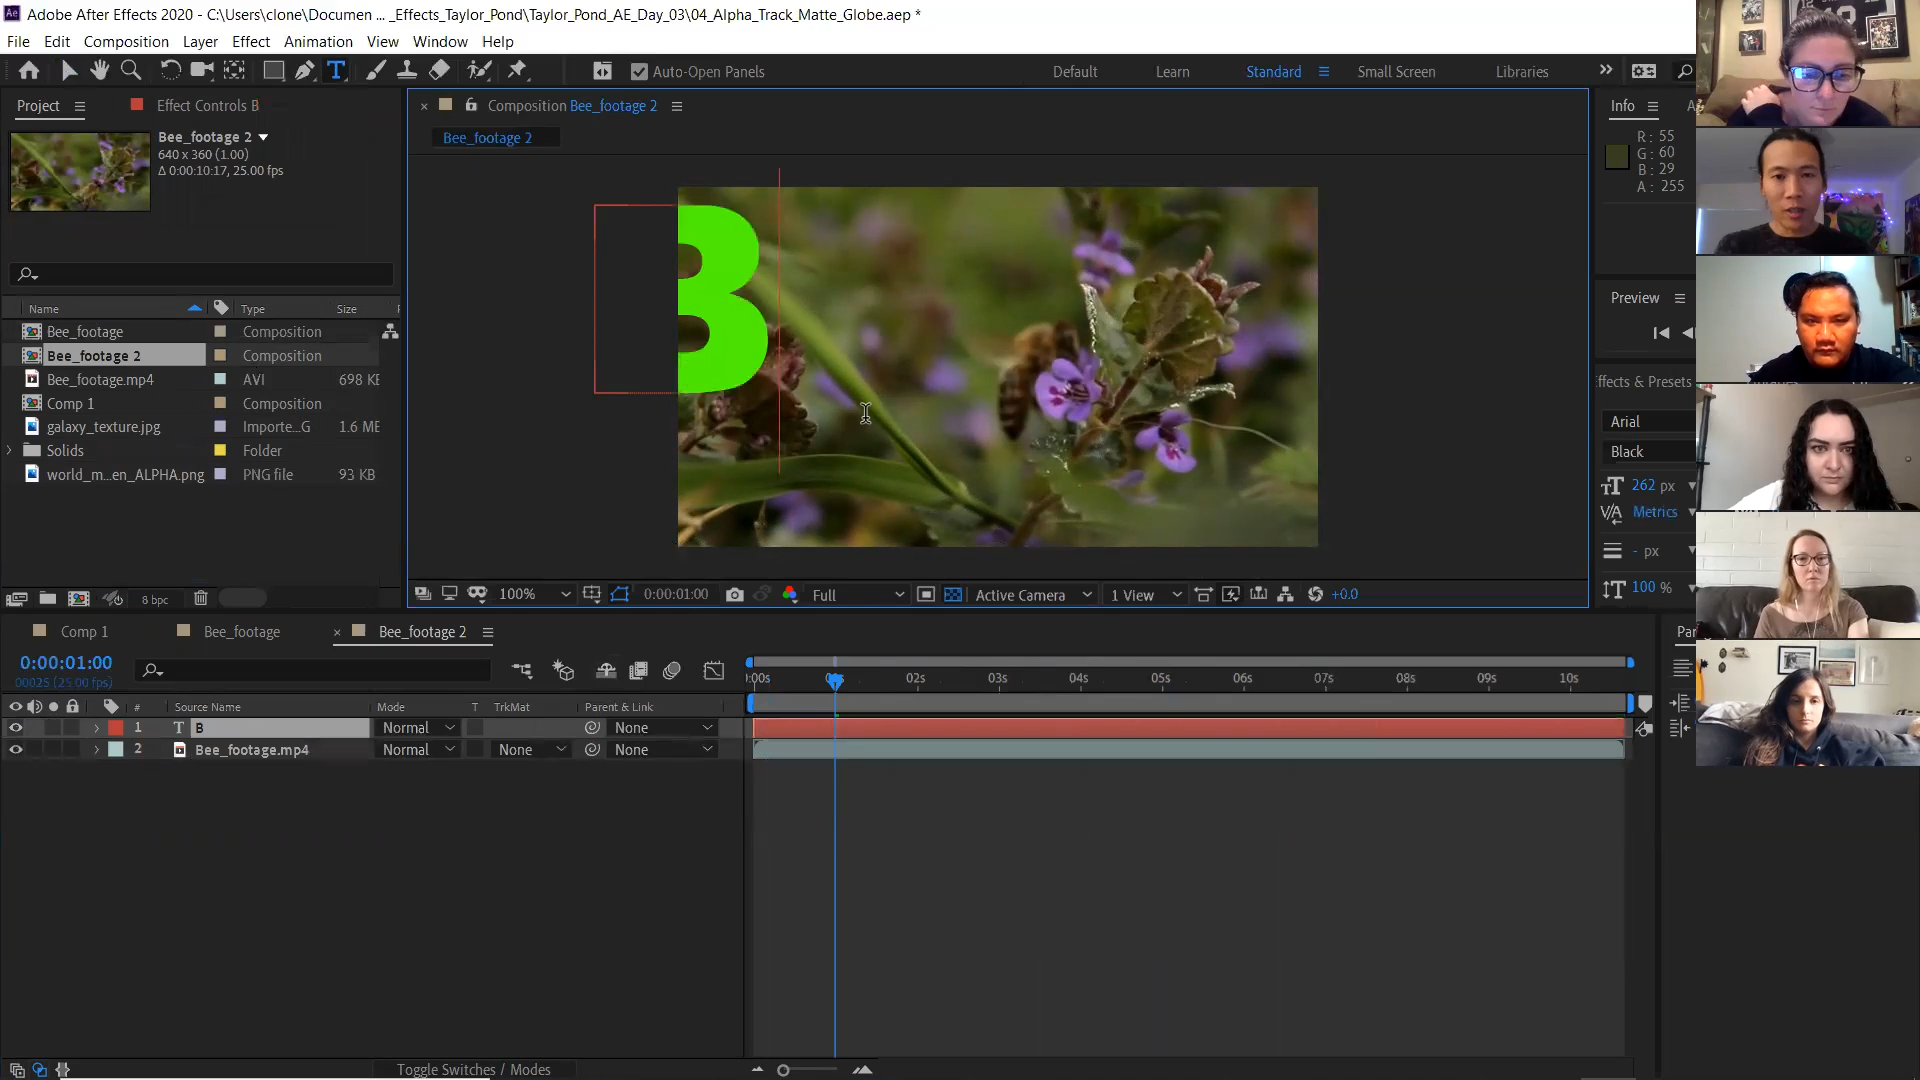 Adobe After Effects 2020 - C:\Users\clone\Documen ... _Effects_Taylor_Pond\Taylor_Pond_AE_Day_03\04_Alpha_Track_Matte_Globe.aep *
File Edit Composition Layer Effect Animation View Window Help
Auto-Open Panels Default Learn Standard Small Screen Libraries
Project Effect Controls B
Composition Bee_footage 2
Info
Bee_footage 2
640 x 360 (1.00)
Δ 0:00:10:17, 25.00 fps
Bee_footage 2
R : 55
G : 60
B : 29
A : 255
B
Preview
Name Type Size
Bee_footage Composition
Bee_footage 2 Composition
Bee_footage.mp4 AVI 698 KE
Comp 1 Composition
galaxy_texture.jpg Importe...G 1.6 ME
Solids Folder
world_m...en_ALPHA.png PNG file 93 KB
ffects & Presets
Arial
Black
262 px
Metrics
- px
100 %
8 bpc
100% 0:00:01:00 Full Active Camera 1 View +0.0
Comp 1 Bee_footage Bee_footage 2
0:00:01:00
00025 (25.00 fps)
):00s 02s 03s 04s 05s 06s 07s 08s 09s 10s
# Source Name Mode T TrkMat Parent & Link
1 T B Normal None
2 Bee_footage.mp4 Normal None None
Toggle Switches / Modes